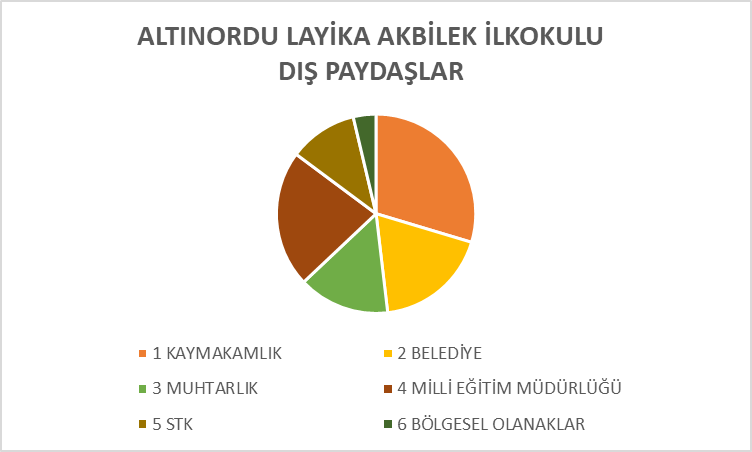 ALTINORDU LAYİKA AKBİLEK İLKOKULU
DIŞ PAYDAŞLAR
1 KAYMAKAMLIK
2 BELEDİYE
3 MUHTARLIK
4 MİLLİ EĞİTİM MÜDÜRLÜĞÜ
5 STK
6 BÖLGESEL OLANAKLAR